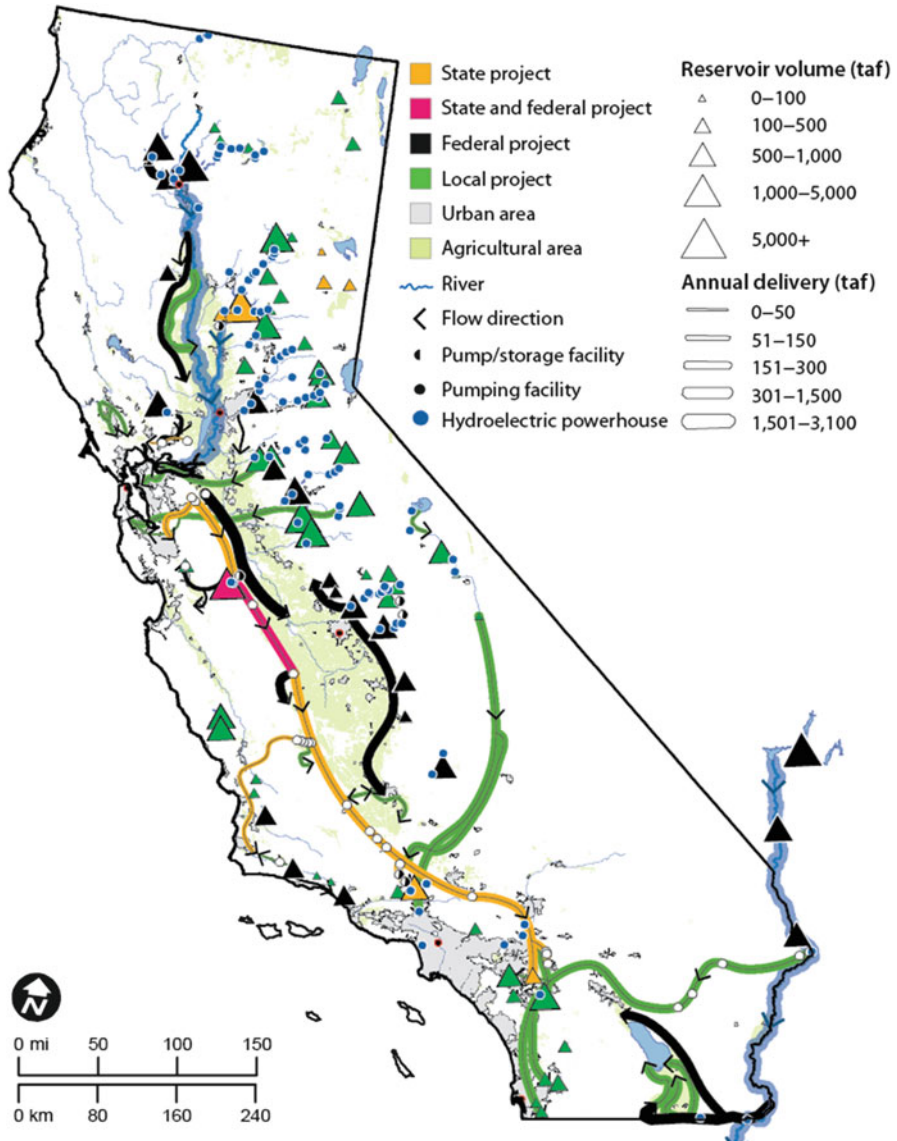 State project
State and federal project
Federal project
Local project
Urban area
Agricultural area
River
Flow direction
Pump/storage facility
Pumping facility
Hydroelectric powerhouse
Reservoir volume (taf)
0–100
100–500
500–1,000
1,000–5,000
5,000+
Annual delivery (taf)
0–50
51–150
151–300
301–1,500
1,501–3,100
N
0 mi 50 100 150
0 km 80 160 240